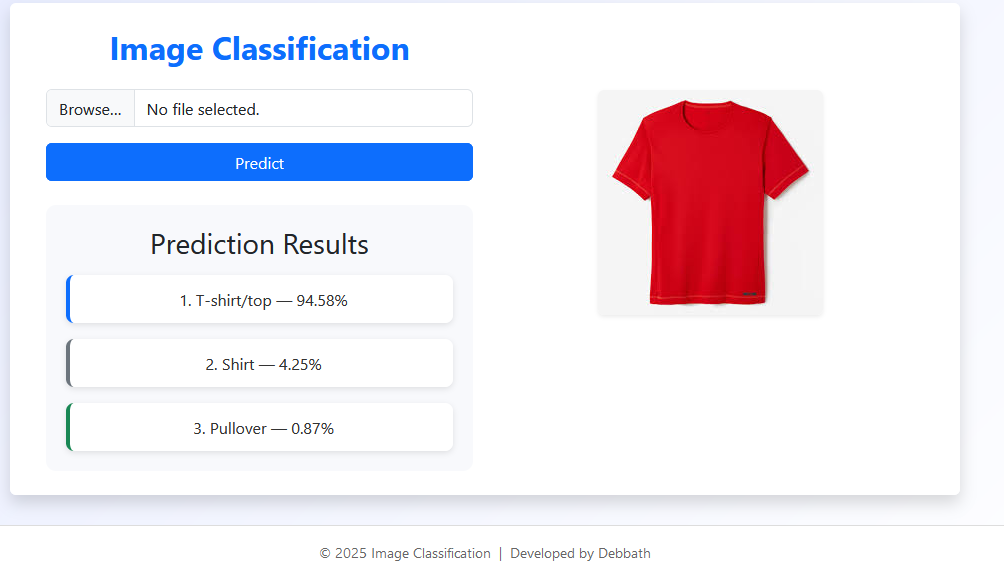 Image Classification
Browse... No file selected.
Predict
Prediction Results
1. T-shirt/top — 94.58%
2. Shirt — 4.25%
3. Pullover — 0.87%
© 2025 Image Classification | Developed by Debbath